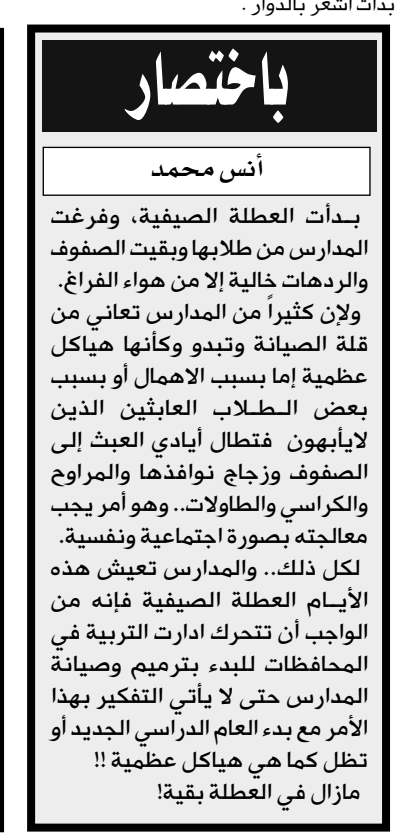 بدأت أشعر بالدوار .
باختصار
أنس محمد
بـدأت العطلة الصيفية، وفرغت
المدارس من طلابها وبقيت الصفوف
والردهات خالية إلا من هواء الفراغ.
ولإن كثيراً من المدارس تعاني من
قلة الصيانة وتبدو وكأنها هياكل
عظمية إما بسبب الاهمال أو بسبب
بعض الـطـلاب العابثين الذين
لايأبهون فتطال أيادي العبث إلى
الصفوف وزجاج نوافذها والمراوح
والكراسي والطاولات.. وهو أمر يجب
معالجته بصورة اجتماعية ونفسية.
لكل ذلك.. والمدارس تعيش هذه
الأيــام العطلة الصيفية فإنه من
الواجب أن تتحرك ادارت التربية في
المحافظات للبدء بترميم وصيانة
المدارس حتى لا يأتي التفكير بهذا
الأمر مع بدء العام الدراسي الجديد أو
تظل كما هي هياكل عظمية !!
مازال في العطلة بقية!